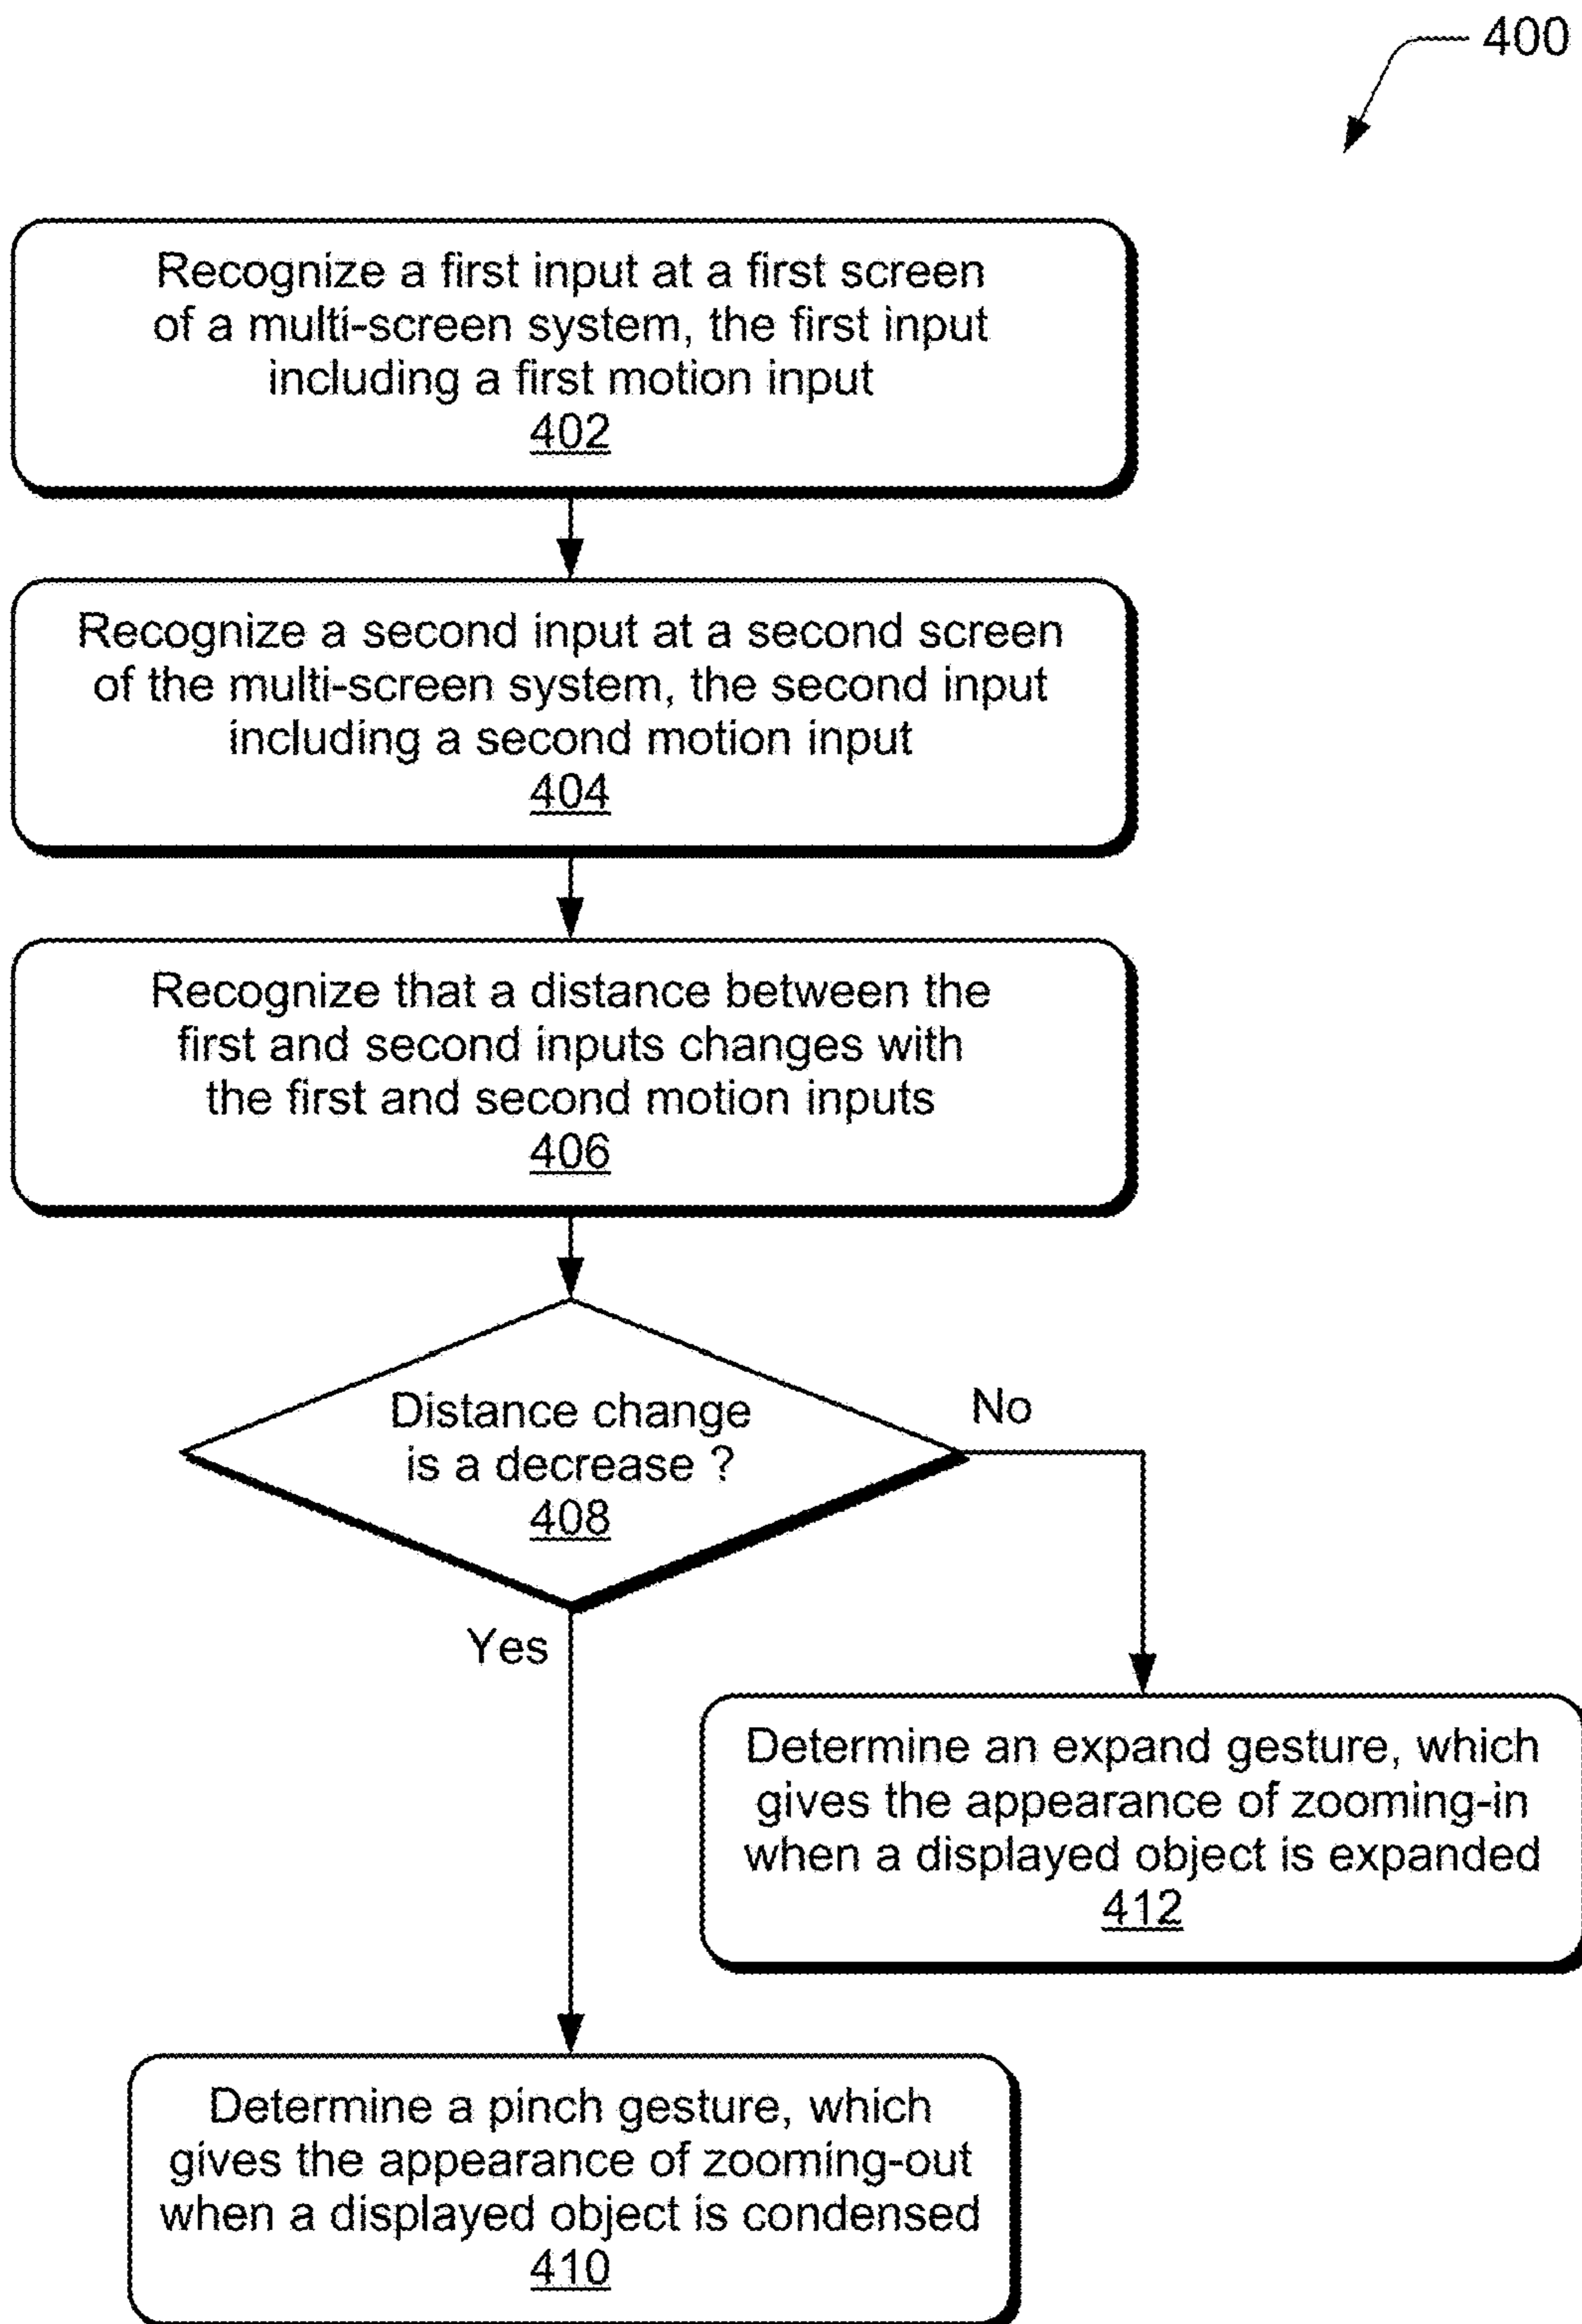 400
Recognize a first input at a first screen
of a multi-screen system, the first input
including a first motion input
402
Recognize a second input at a second screen
of the multi-screen system, the second input
including a second motion input
404
Recognize that a distance between the
first and second inputs changes with
the first and second motion inputs
406
Distance change
is a decrease ?
408
No
Yes
Determine an expand gesture, which
gives the appearance of zooming-in
when a displayed object is expanded
412
Determine a pinch gesture, which
gives the appearance of zooming-out
when a displayed object is condensed
410